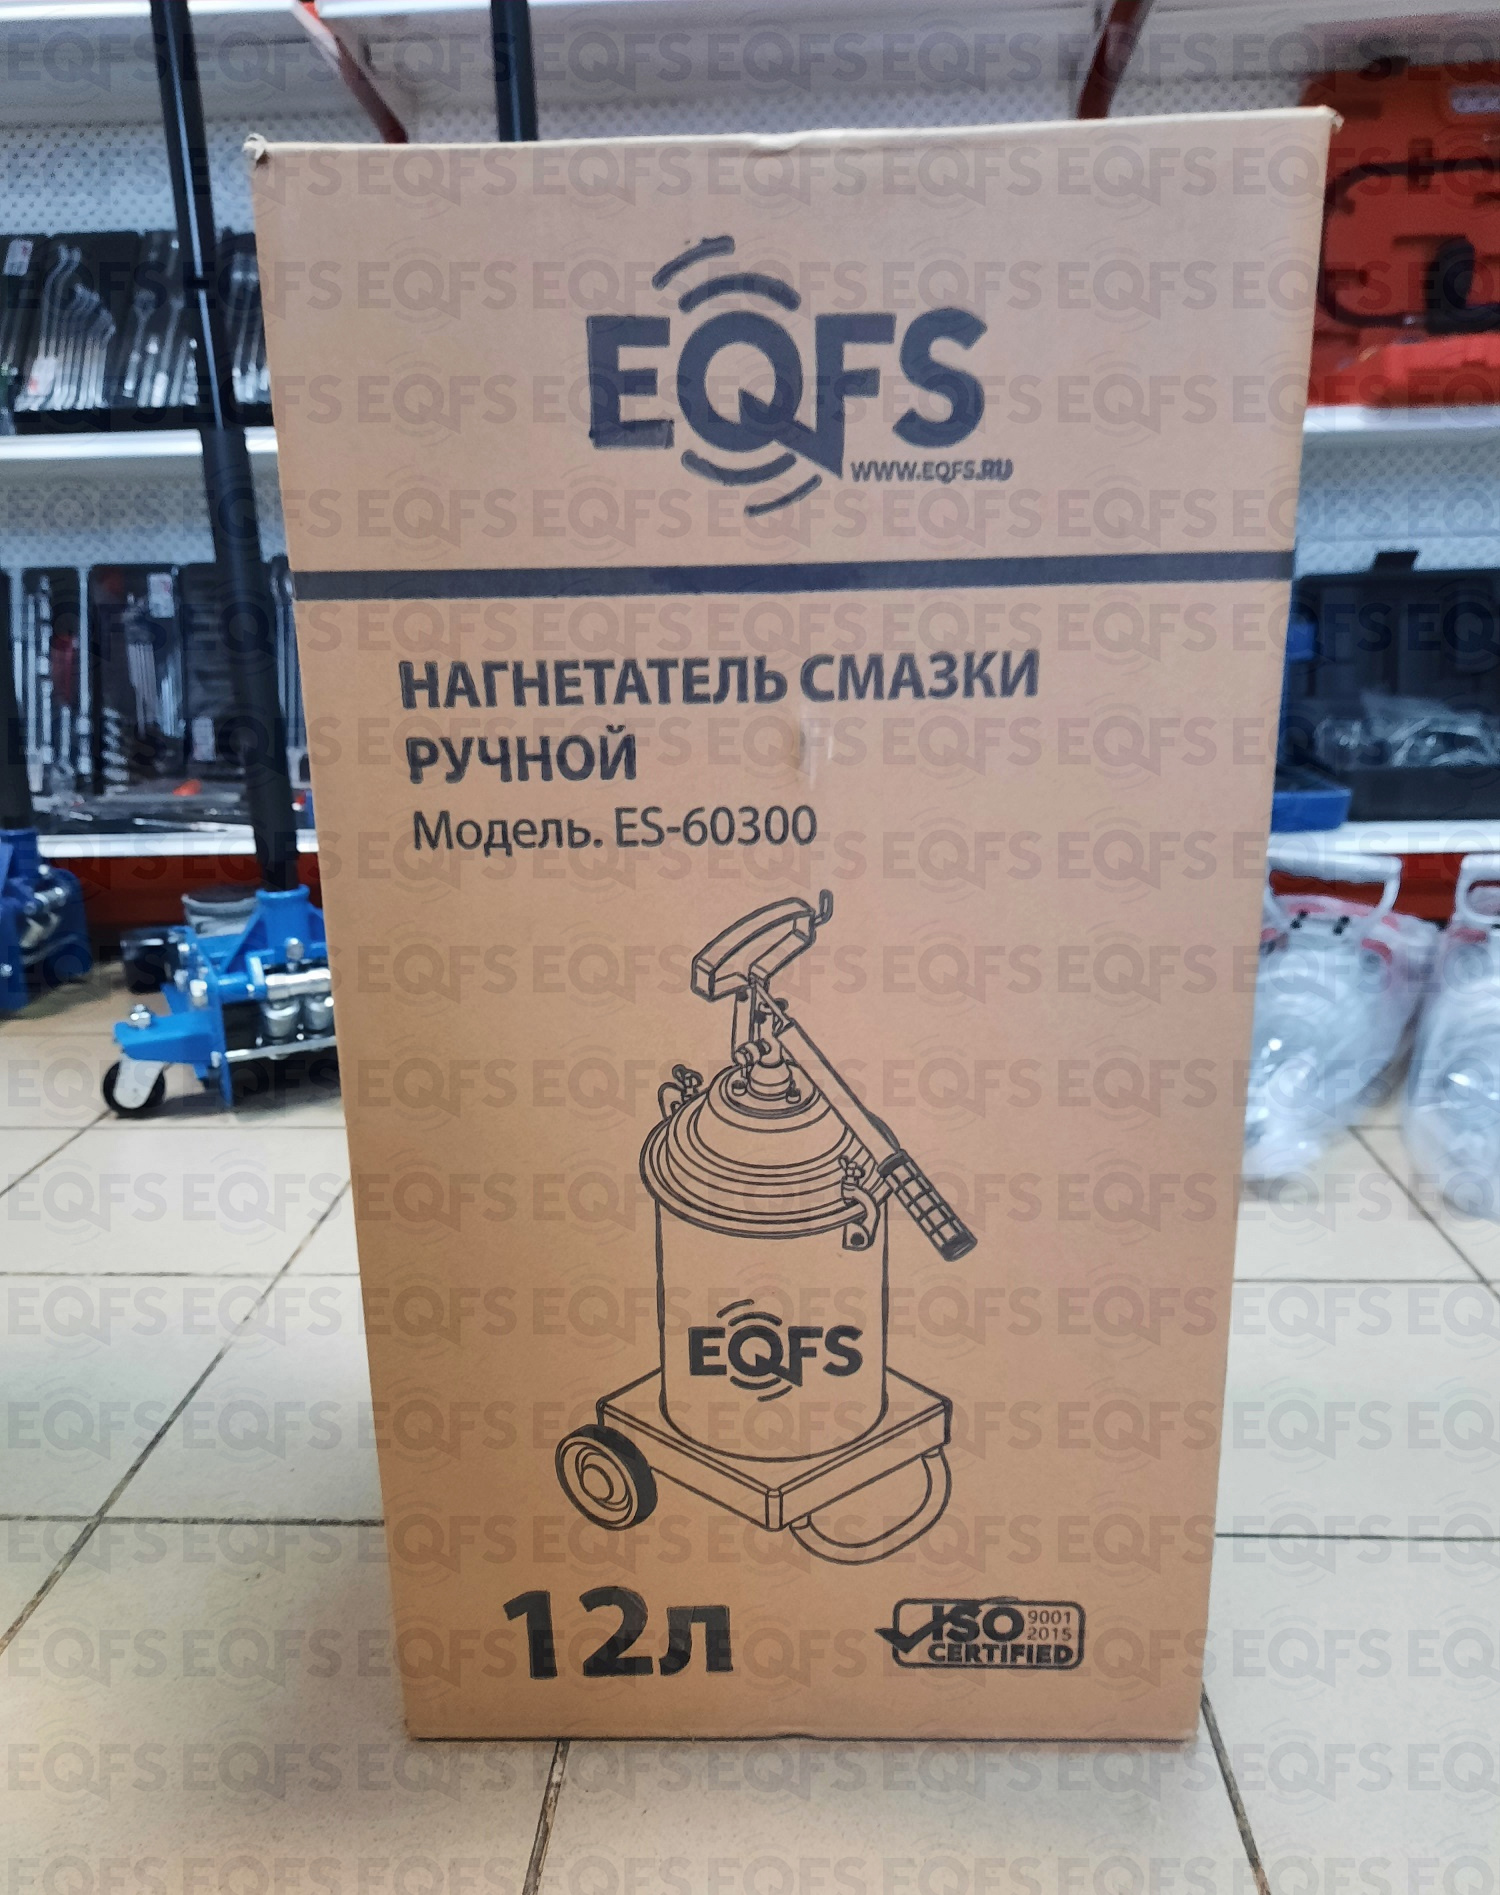 EQFS
WWW.EQFS.RU
НАГНЕТАТЕЛЬ СМАЗКИ
РУЧНОЙ
Модель. ES-60300
EQFS
12л
ISO 9001
2015
CERTIFIED